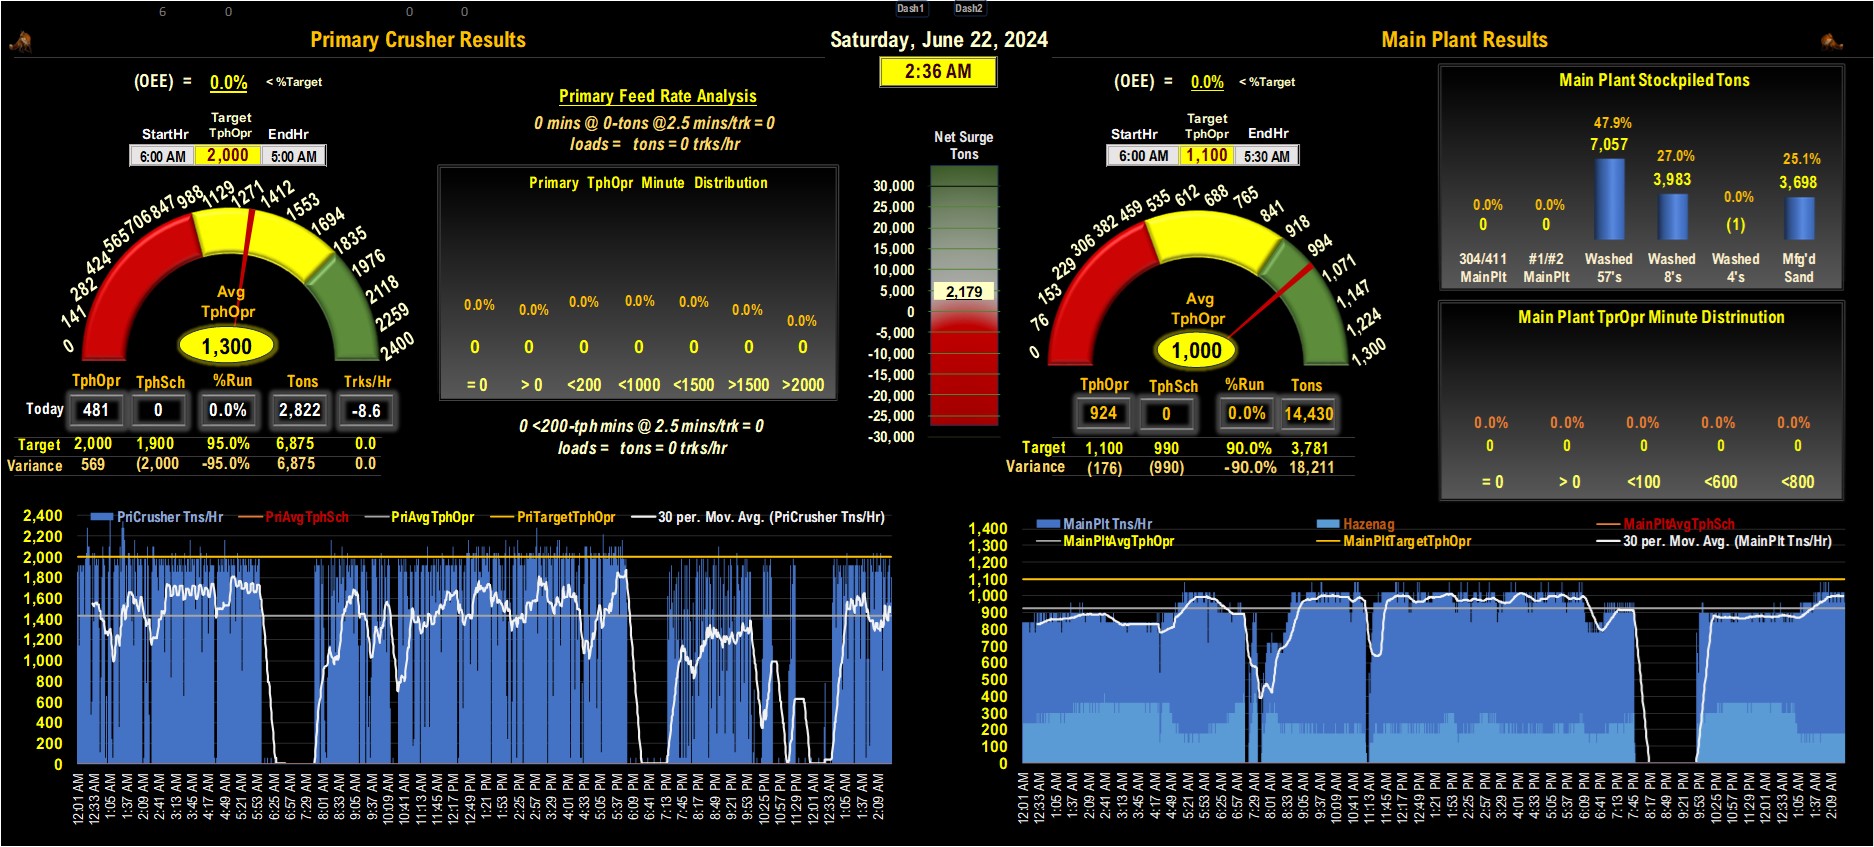 6 0 0 0
Dash1 Dash2
Primary Crusher Results
Saturday, June 22, 2024
2:36 AM
Main Plant Results
(OEE) = 0.0% < %Target
StartHr Target TphOpr EndHr
6:00 AM 2,000 5:00 AM
0 141 282 424 565 706 847 988 1129 1271 1412 1553 1694 1835 1976 2118 2259 2400
Avg
TphOpr
1,300
TphOpr TphSch %Run Tons Trks/Hr
Today 481 0 0.0% 2,822 -8.6
Target 2,000 1,900 95.0% 6,875 0.0
Variance 569 (2,000 -95.0% 6,875 0.0
Primary Feed Rate Analysis
0 mins @ 0-tons @2.5 mins/trk = 0
loads = tons = 0 trks/hr
Primary TphOpr Minute Distribution
0.0% 0.0% 0.0% 0.0% 0.0% 0.0% 0.0%
0 0 0 0 0 0 0
= 0 > 0 <200 <1000 <1500 >1500 >2000
0 <200-tph mins @ 2.5 mins/trk = 0
loads = tons = 0 trks/hr
Net Surge
Tons
30,000
25,000
20,000
15,000
10,000
5,000
2,179
0
-5,000
-10,000
-15,000
-20,000
-25,000
-30,000
(OEE) = 0.0% < %Target
StartHr Target TphOpr EndHr
6:00 AM 1,100 5:30 AM
0 76 153 229 306 382 459 535 612 688 765 841 918 994 1,071 1,147 1,224 1,300
Avg
TphOpr
1,000
TphOpr TphSch %Run Tons
924 0 0.0% 14,430
Target 1,100 990 90.0% 3,781
Variance (176) (990) -90.0% 18,211
Main Plant Stockpiled Tons
0.0% 0.0% 47.9% 27.0% 0.0% 25.1%
0 0 7,057 3,983 (1) 3,698
304/411 #1/#2 Washed Washed Washed Mfg'd
MainPlt MainPlt 57's 8's 4's Sand
Main Plant TprOpr Minute Distrinution
0.0% 0.0% 0.0% 0.0% 0.0%
0 0 0 0 0
= 0 > 0 <100 <600 <800
PriCrusher Tns/Hr PriAvgTphSch PriAvgTphOpr PriTargetTphOpr 30 per. Mov. Avg. (PriCrusher Tns/Hr)
2,400
2,200
2,000
1,800
1,600
1,400
1,200
1,000
800
600
400
200
0
12:01 AM 12:33 AM 1:05 AM 1:37 AM 2:09 AM 2:41 AM 3:13 AM 3:45 AM 4:17 AM 4:49 AM 5:21 AM 5:53 AM 6:25 AM 6:57 AM 7:29 AM 8:01 AM 8:33 AM 9:05 AM 9:37 AM 10:09 AM 10:41 AM 11:13 AM 11:45 AM 12:17 PM 12:49 PM 1:21 PM 1:53 PM 2:25 PM 2:57 PM 3:29 PM 4:01 PM 4:33 PM 5:05 PM 5:37 PM 6:09 PM 6:41 PM 7:13 PM 7:45 PM 8:17 PM 8:49 PM 9:21 PM 9:53 PM 10:25 PM 10:57 PM 11:29 PM 12:01 AM 12:33 AM 1:05 AM 1:37 AM 2:09 AM
MainPlt Tns/Hr Hazenag MainPltAvgTphSch
MainPltAvgTphOpr MainPltTargetTphOpr 30 per. Mov. Avg. (MainPlt Tns/Hr)
1,400
1,300
1,200
1,100
1,000
900
800
700
600
500
400
300
200
100
0
12:01 AM 12:33 AM 1:05 AM 1:37 AM 2:09 AM 2:41 AM 3:13 AM 3:45 AM 4:17 AM 4:49 AM 5:21 AM 5:53 AM 6:25 AM 6:57 AM 7:29 AM 8:01 AM 8:33 AM 9:05 AM 9:37 AM 10:09 AM 10:41 AM 11:13 AM 11:45 AM 12:17 PM 12:49 PM 1:21 PM 1:53 PM 2:25 PM 2:57 PM 3:29 PM 4:01 PM 4:33 PM 5:05 PM 5:37 PM 6:09 PM 6:41 PM 7:13 PM 7:45 PM 8:17 PM 8:49 PM 9:21 PM 9:53 PM 10:25 PM 10:57 PM 11:29 PM 12:01 AM 12:33 AM 1:05 AM 1:37 AM 2:09 AM